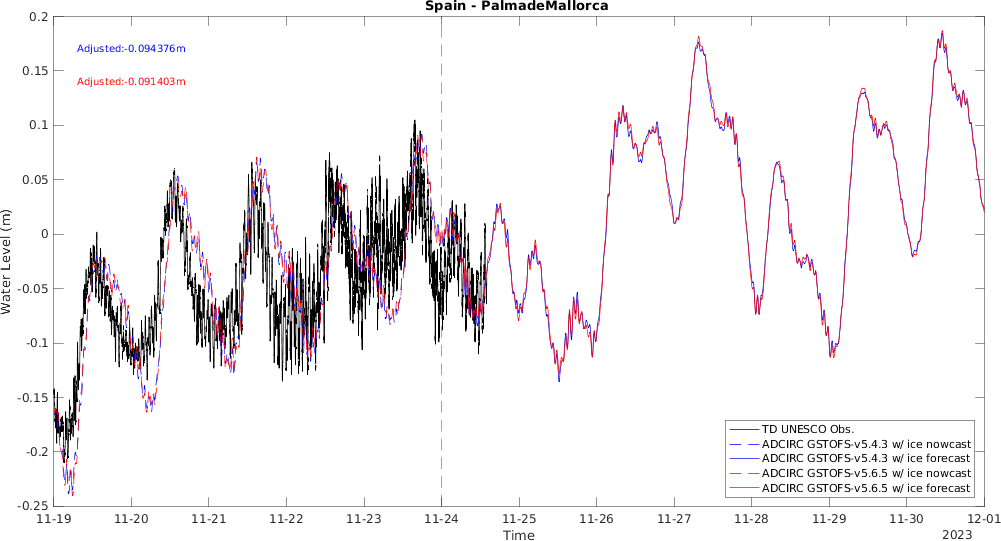 Spain - PalmadeMallorca
Adjusted:-0.094376m
Adjusted:-0.091403m
Water Level (m)
0.2
0.15
0.1
0.05
0
-0.05
-0.1
-0.15
-0.2
-0.25
TD UNESCO Obs.
ADCIRC GSTOFS-v5.4.3 w/ ice nowcast
ADCIRC GSTOFS-v5.4.3 w/ ice forecast
ADCIRC GSTOFS-v5.6.5 w/ ice nowcast
ADCIRC GSTOFS-v5.6.5 w/ ice forecast
11-19 11-20 11-21 11-22 11-23 11-24 11-25 11-26 11-27 11-28 11-29 11-30 12-01
Time
2023